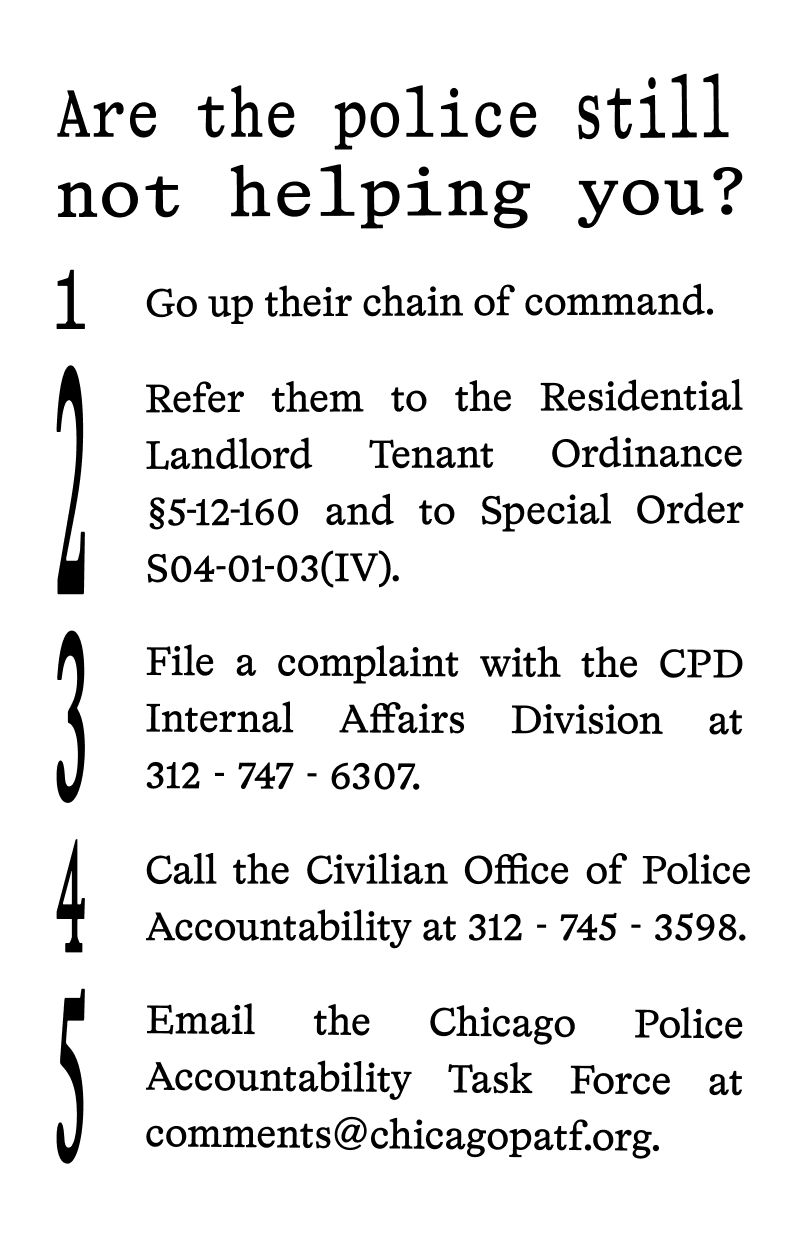 Are the police still
not helping you?
1 Go up their chain of command.
2 Refer them to the Residential
Landlord Tenant Ordinance
§5-12-160 and to Special Order
S04-01-03(IV).
3 File a complaint with the CPD
Internal Affairs Division at
312 - 747 - 6307.
4 Call the Civilian Office of Police
Accountability at 312 - 745 - 3598.
5 Email the Chicago Police
Accountability Task Force at
comments@chicagopatf.org.